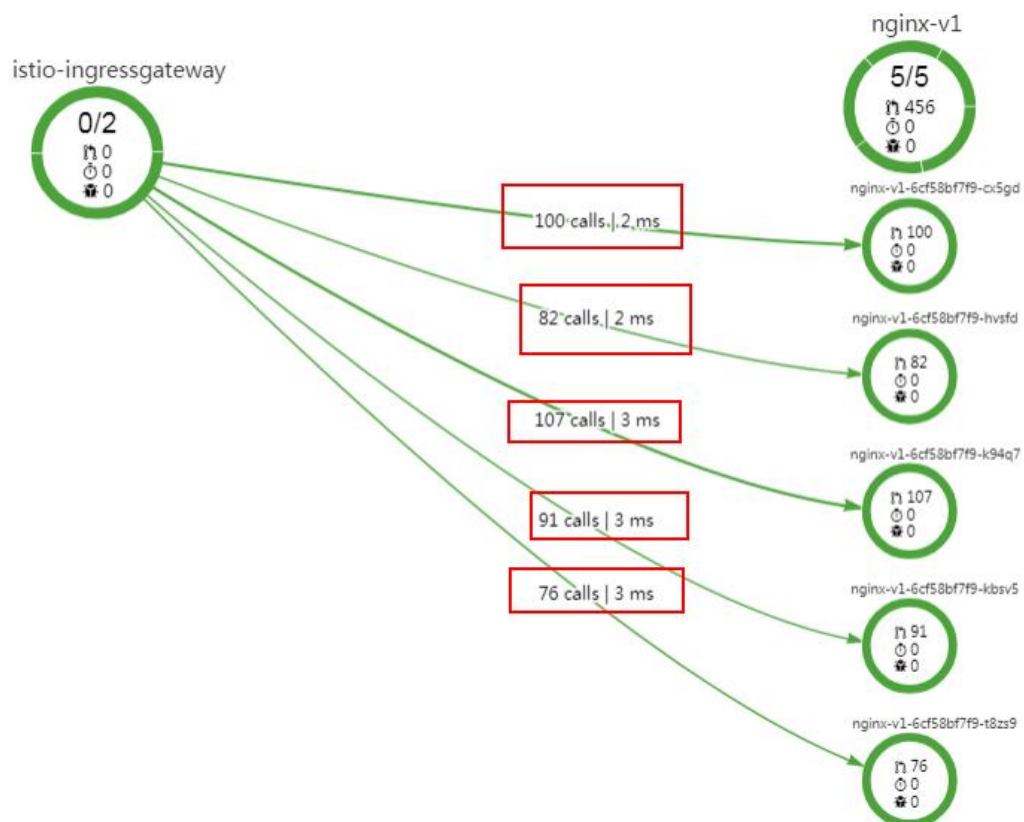 istio-ingressgateway
0/2
0
0
0
nginx-v1
5/5
456
0
0
100 calls | 2 ms
82 calls | 2 ms
107 calls | 3 ms
91 calls | 3 ms
76 calls | 3 ms
nginx-v1-6cf58bf7f9-cx5gd
100
0
0
nginx-v1-6cf58bf7f9-hvsfd
82
0
0
nginx-v1-6cf58bf7f9-k94q7
107
0
0
nginx-v1-6cf58bf7f9-kbsv5
91
0
0
nginx-v1-6cf58bf7f9-t8zs9
76
0
0